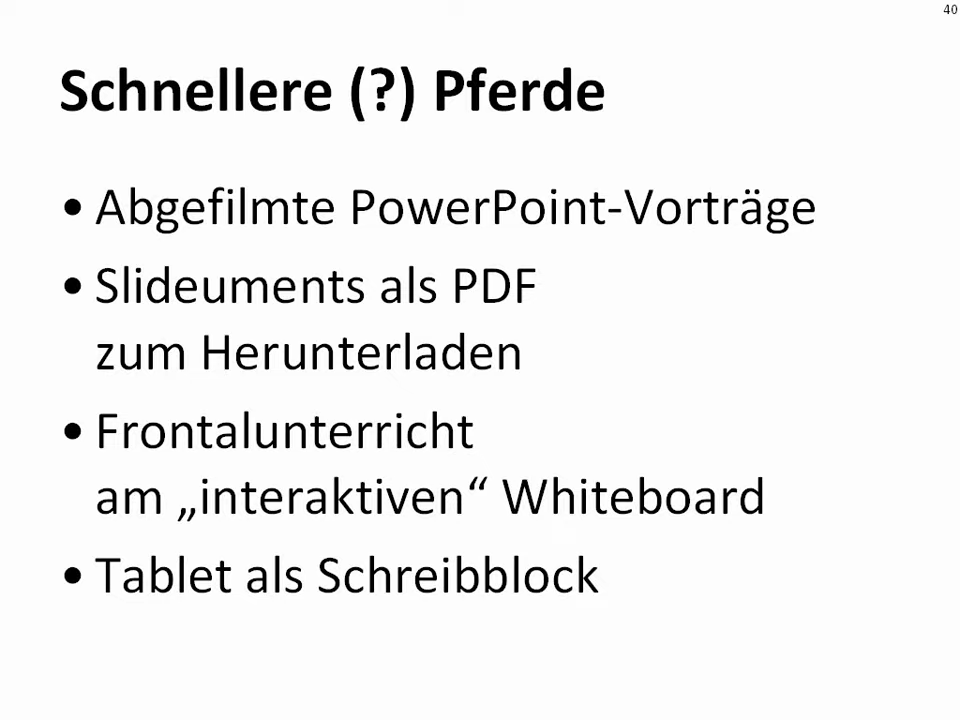 40
Schnellere (?) Pferde
• Abgefilmte PowerPoint-Vorträge
• Slideuments als PDF
zum Herunterladen
• Frontalunterricht
am „interaktiven“ Whiteboard
• Tablet als Schreibblock